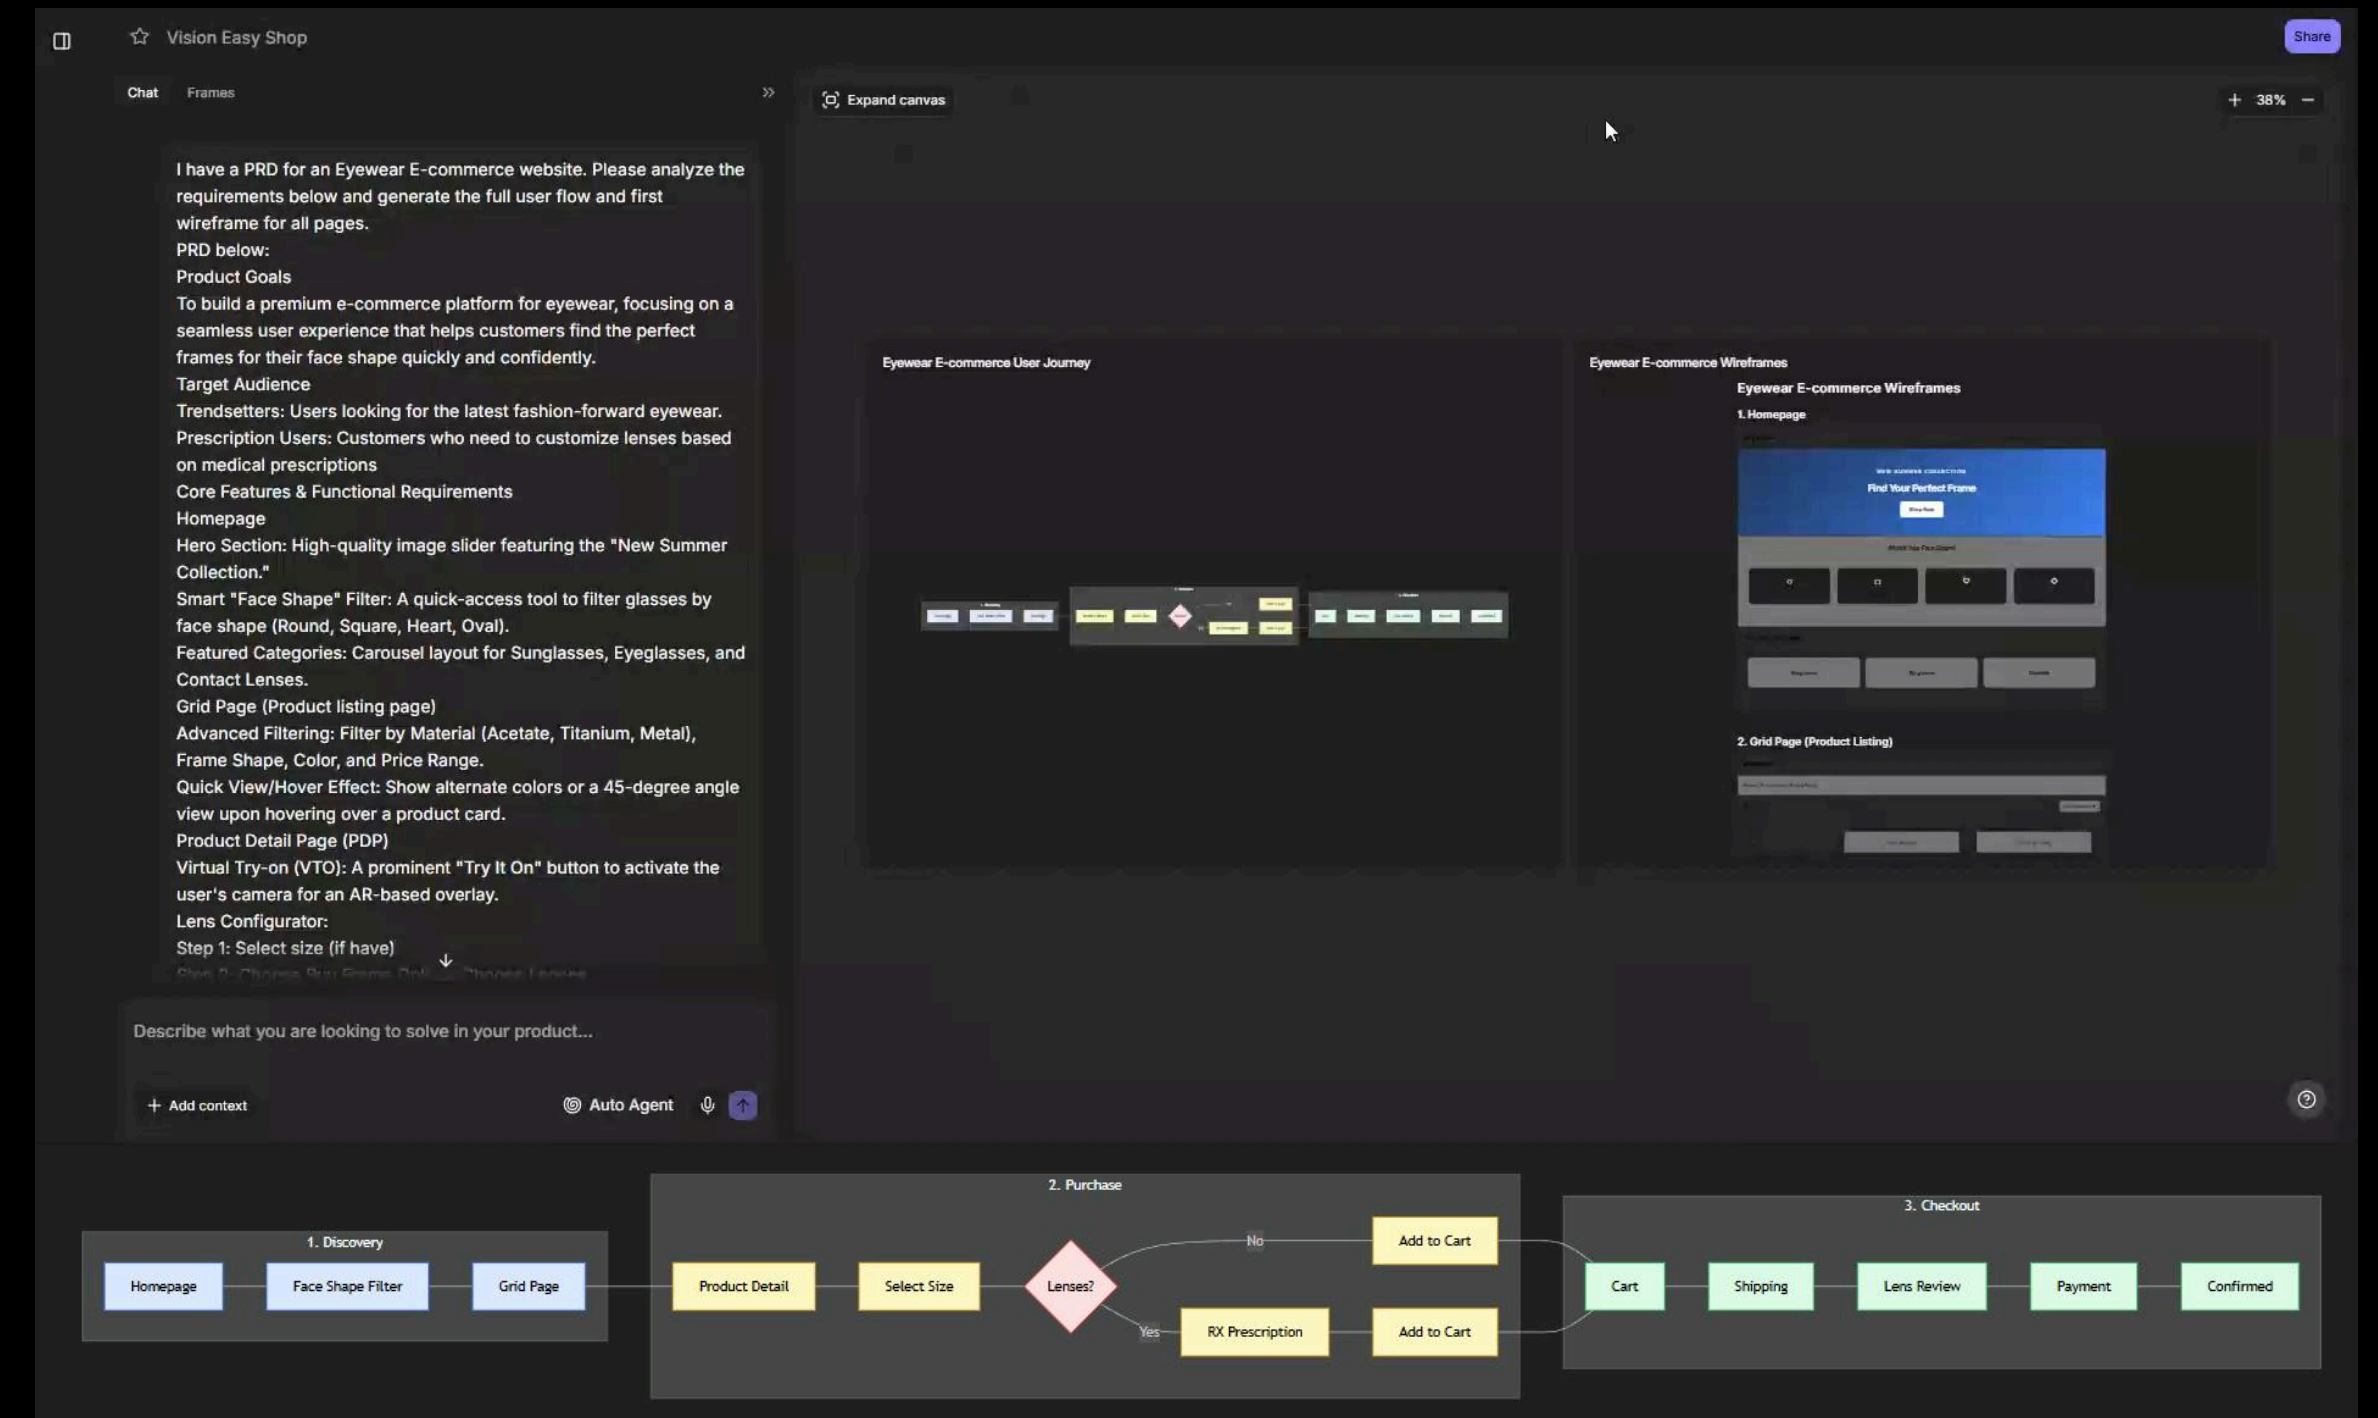 Vision Easy Shop
Share
Chat
Frames
Expand canvas
38%
I have a PRD for an Eyewear E-commerce website. Please analyze the
requirements below and generate the full user flow and first
wireframe for all pages.
PRD below:
Product Goals
To build a premium e-commerce platform for eyewear, focusing on a
seamless user experience that helps customers find the perfect
frames for their face shape quickly and confidently.
Target Audience
Trendsetters: Users looking for the latest fashion-forward eyewear.
Prescription Users: Customers who need to customize lenses based
on medical prescriptions
Core Features & Functional Requirements
Homepage
Hero Section: High-quality image slider featuring the "New Summer
Collection."
Smart "Face Shape" Filter: A quick-access tool to filter glasses by
face shape (Round, Square, Heart, Oval).
Featured Categories: Carousel layout for Sunglasses, Eyeglasses, and
Contact Lenses.
Grid Page (Product listing page)
Advanced Filtering: Filter by Material (Acetate, Titanium, Metal),
Frame Shape, Color, and Price Range.
Quick View/Hover Effect: Show alternate colors or a 45-degree angle
view upon hovering over a product card.
Product Detail Page (PDP)
Virtual Try-on (VTO): A prominent "Try It On" button to activate the
user's camera for an AR-based overlay.
Lens Configurator:
Step 1: Select size (if have)
Describe what you are looking to solve in your product...
Add context
Auto Agent
Eyewear E-commerce User Journey
Eyewear E-commerce Wireframes
Eyewear E-commerce Wireframes
1. Homepage
NEW SUMMER COLLECTION
Find Your Perfect Frame
Shop Now
2. Grid Page (Product Listing)
1. Discovery
Homepage
Face Shape Filter
Grid Page
2. Purchase
Product Detail
Select Size
Lenses?
No
Add to Cart
Yes
RX Prescription
Add to Cart
3. Checkout
Cart
Shipping
Lens Review
Payment
Confirmed